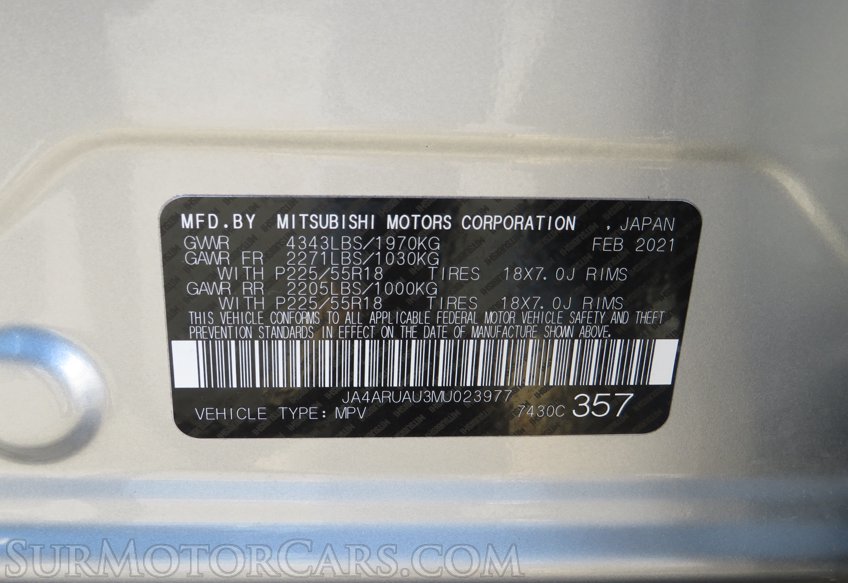 MFD.BY MITSUBISHI MOTORS CORPORATION , JAPAN
GVWR 4343LBS/1970KG FEB 2021
GAWR FR 2271LBS/1030KG
WITH P225/55R18 TIRES 18X7.0J RIMS
GAWR RR 2205LBS/1000KG
WITH P225/55R18 TIRES 18X7.0J RIMS
THIS VEHICLE CONFORMS TO ALL APPLICABLE FEDERAL MOTOR VEHICLE SAFETY AND THEFT
PREVENTION STANDARDS IN EFFECT ON THE DATE OF MANUFACTURE SHOWN ABOVE.
JA4ARUAU3MU023977
VEHICLE TYPE: MPV 7430C 357
SURMOTORCARS.COM